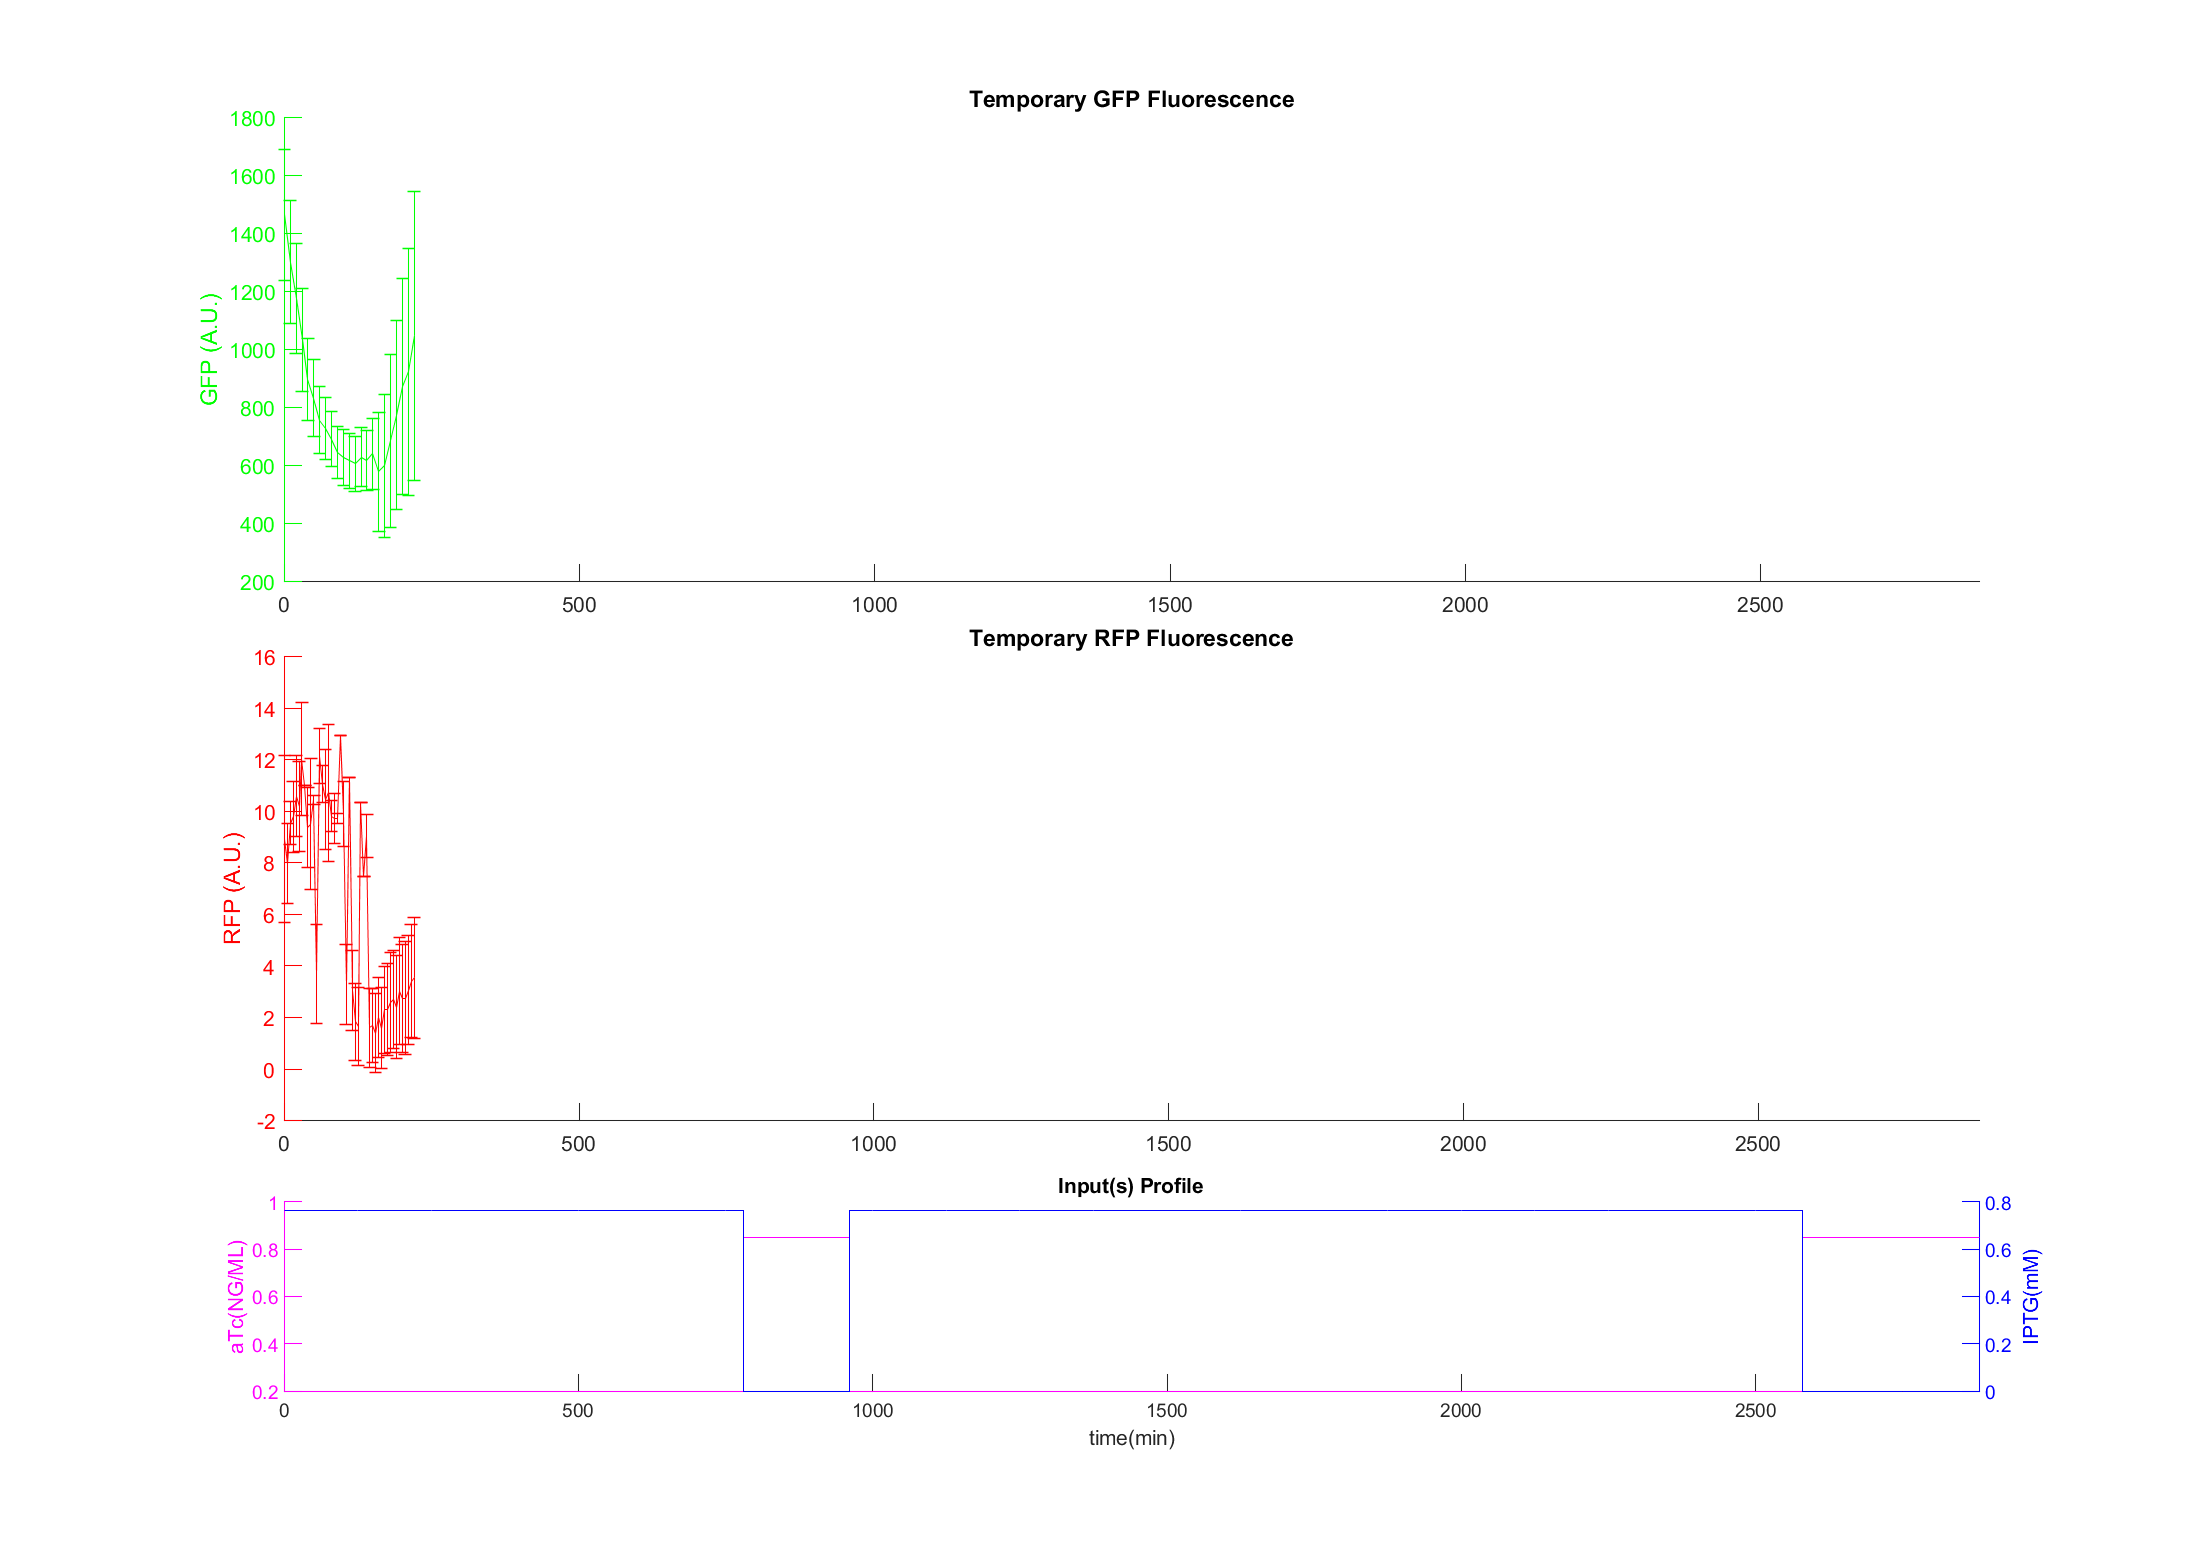 Temporary GFP Fluorescence
1800
1600
1400
1200
1000
800
600
400
200
GFP (A.U.)
0 500 1000 1500 2000 2500
Temporary RFP Fluorescence
16
14
12
10
8
6
4
2
0
-2
RFP (A.U.)
0 500 1000 1500 2000 2500
Input(s) Profile
1
0.8
0.6
0.4
0.2
aTc(NG/ML)
0.8
0.6
0.4
0.2
0
IPTG(mM)
0 500 1000 1500 2000 2500
time(min)